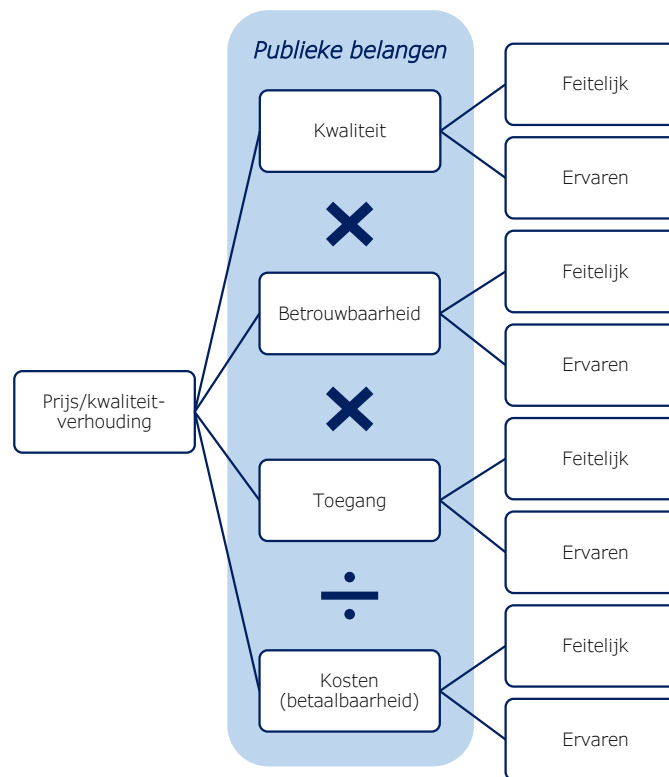 Publieke belangen
Feitelijk
Kwaliteit
Ervaren
×
Feitelijk
Betrouwbaarheid
Ervaren
Prijs/kwaliteit-
verhouding
×
Feitelijk
Toegang
Ervaren
÷
Feitelijk
Kosten
(betaalbaarheid)
Ervaren